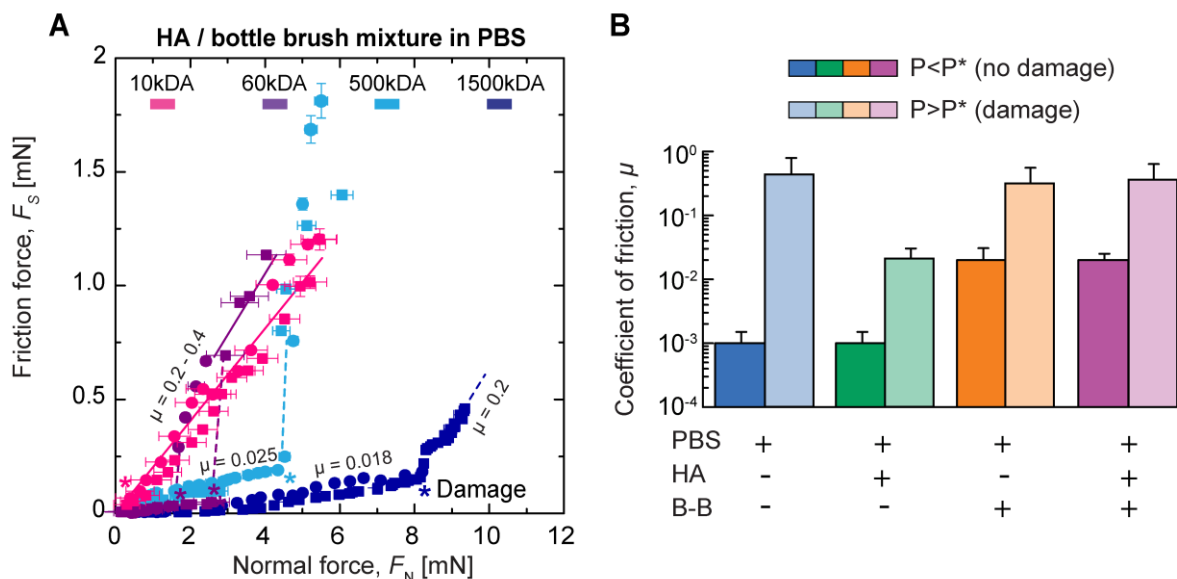 A
HA / bottle brush mixture in PBS
10kDA 60kDA 500kDA 1500kDA
Friction force, FS [mN]
2
1.5
1.0
0.5
0
μ = 0.2 - 0.4
μ = 0.025
μ = 0.018
μ = 0.2
* * * * * Damage
0 2 4 6 8 10 12
Normal force, FN [mN]
B
P<P* (no damage)
P>P* (damage)
Coefficient of friction, μ
10^0
10^-1
10^-2
10^-3
10^-4
PBS + + + +
HA - + - +
B-B - - + +